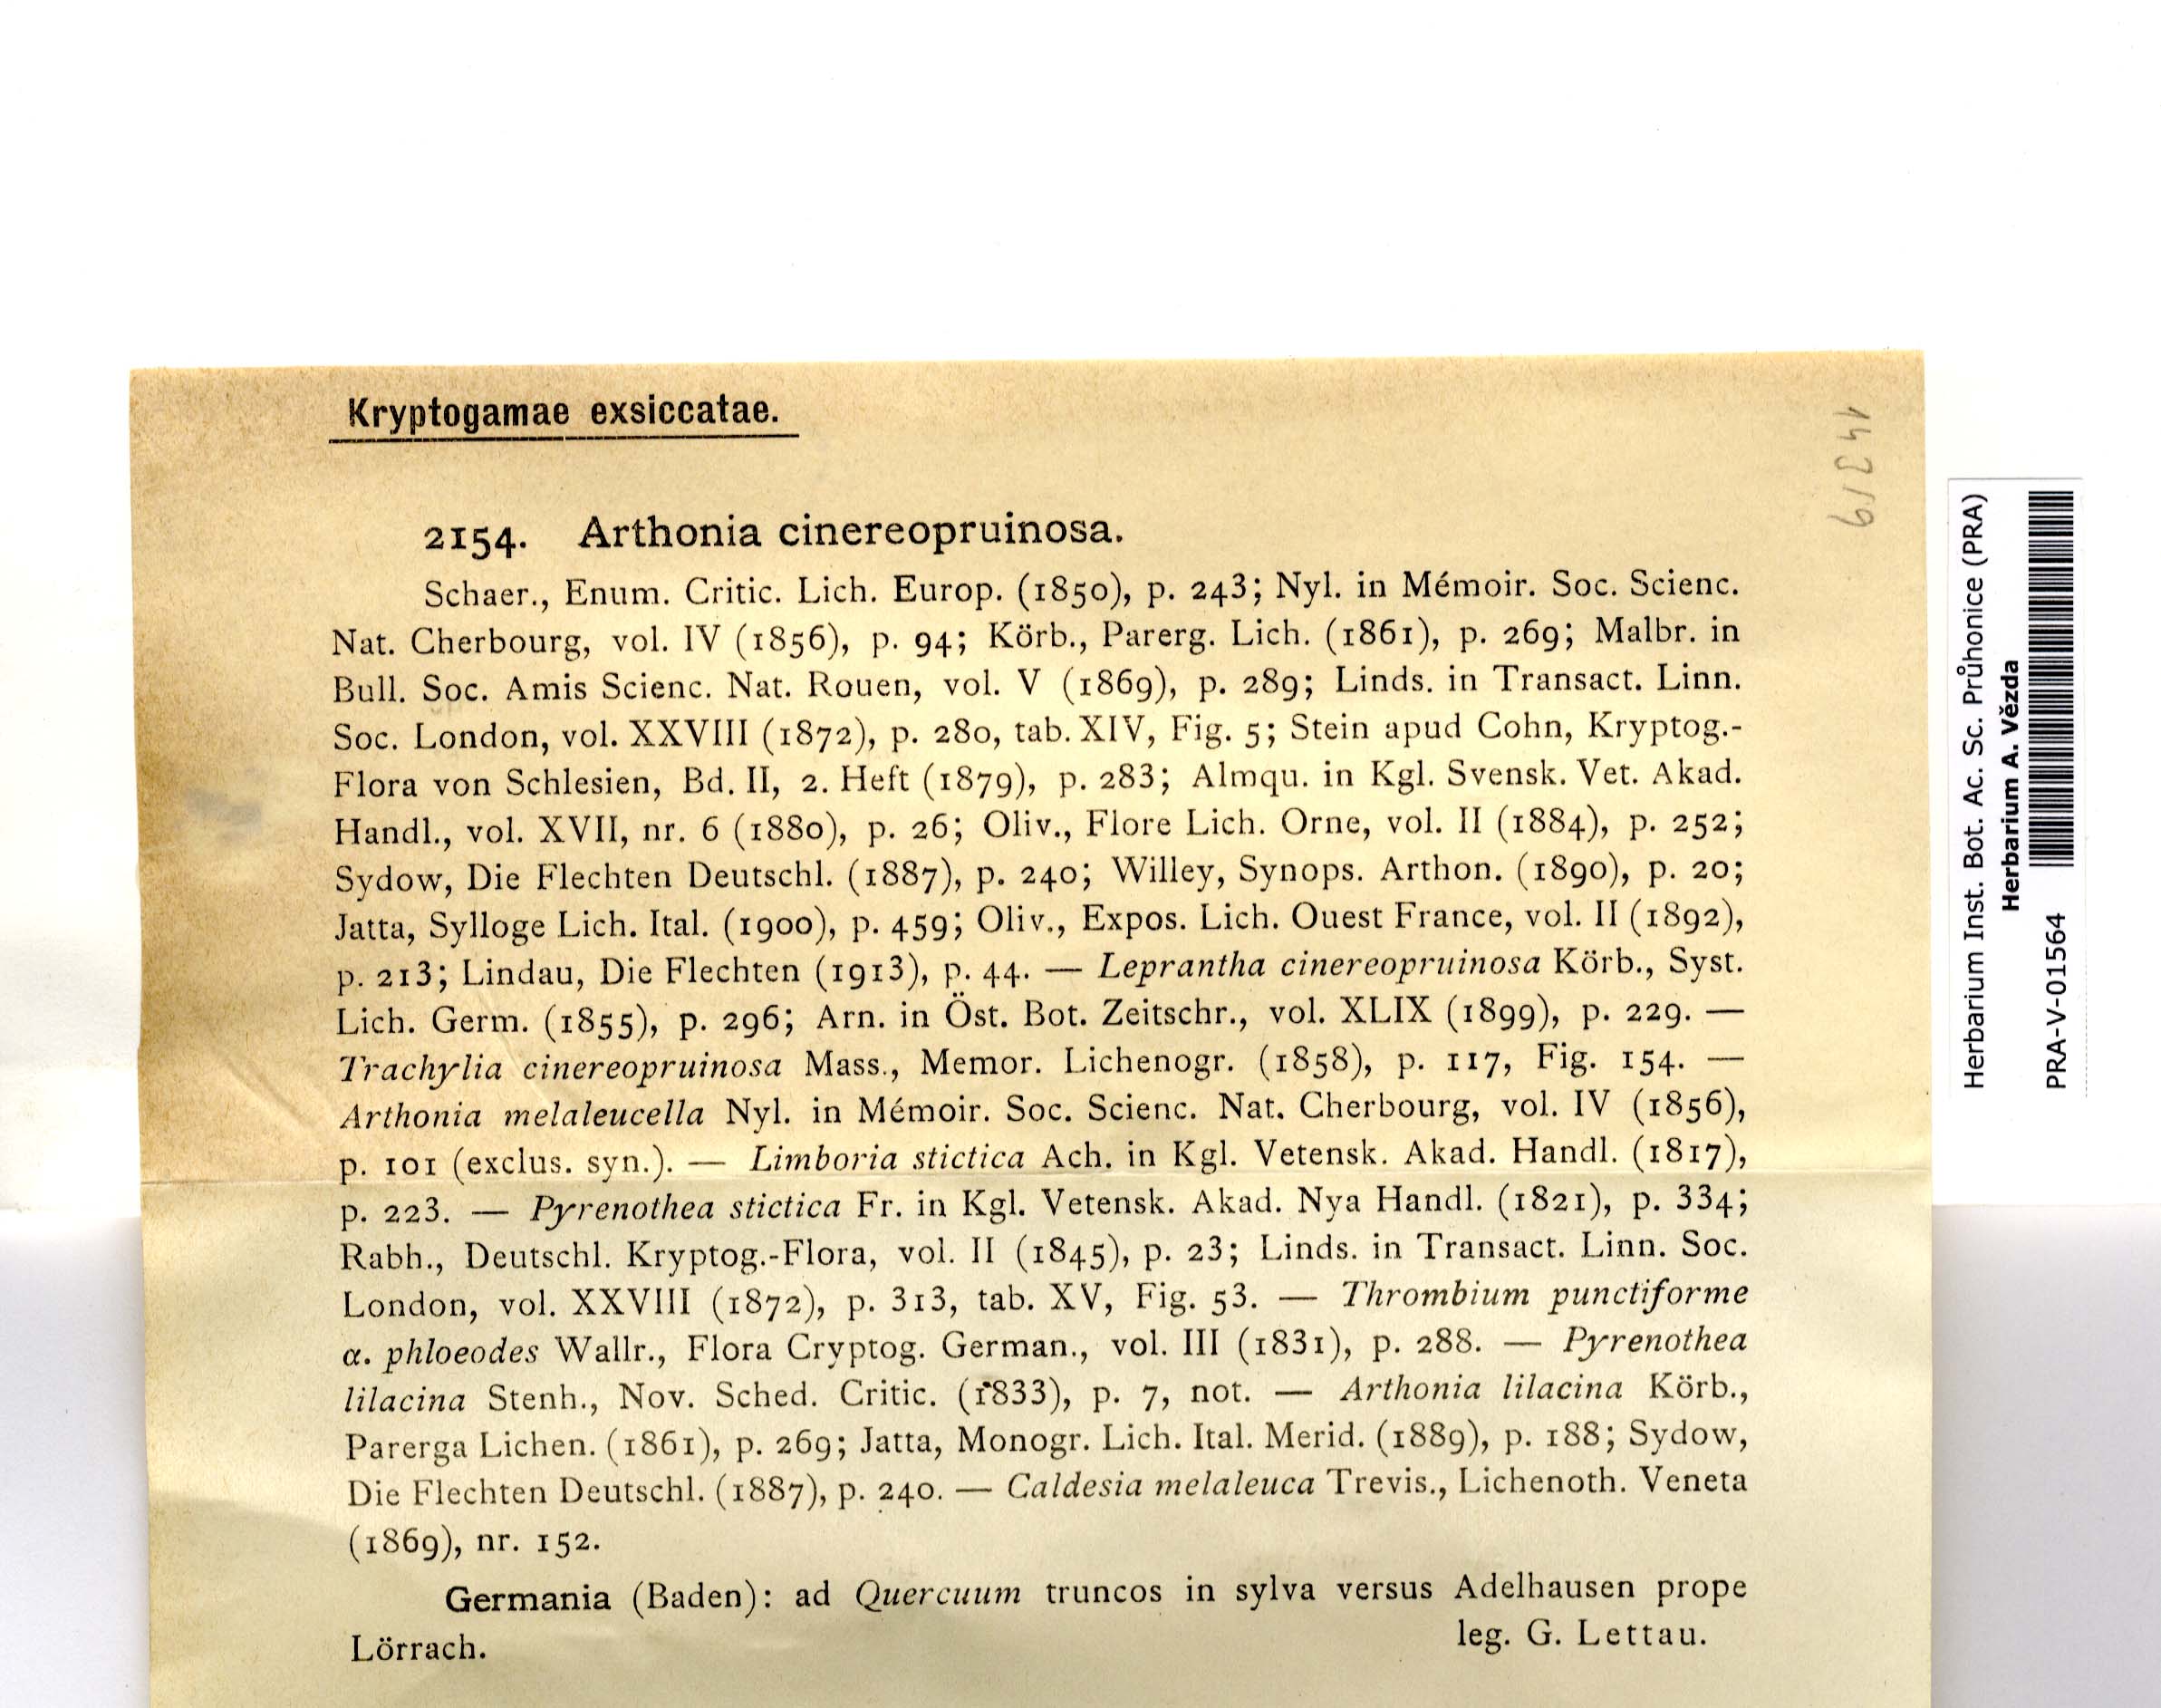 Kryptogamae exsiccatae.
14319
2154. Arthonia cinereopruinosa.
Schaer., Enum. Critic. Lich. Europ. (1850), p. 243; Nyl. in Mémoir. Soc. Scienc.
Nat. Cherbourg, vol. IV (1856), p. 94; Körb., Parerg. Lich. (1861), p. 269; Malbr. in
Bull. Soc. Amis Scienc. Nat. Rouen, vol. V (1869), p. 289; Linds. in Transact. Linn.
Soc. London, vol. XXVIII (1872), p. 280, tab. XIV, Fig. 5; Stein apud Cohn, Kryptog.-
Flora von Schlesien, Bd. II, 2. Heft (1879), p. 283; Almqu. in Kgl. Svensk. Vet. Akad.
Handl., vol. XVII, nr. 6 (1880), p. 26; Oliv., Flore Lich. Orne, vol. II (1884), p. 252;
Sydow, Die Flechten Deutschl. (1887), p. 240; Willey, Synops. Arthon. (1890), p. 20;
Jatta, Sylloge Lich. Ital. (1900), p. 459; Oliv., Expos. Lich. Ouest France, vol. II (1892),
p. 213; Lindau, Die Flechten (1913), p. 44. — Leprantha cinereopruinosa Körb., Syst.
Lich. Germ. (1855), p. 296; Arn. in Öst. Bot. Zeitschr., vol. XLIX (1899), p. 229. —
Trachylia cinereopruinosa Mass., Memor. Lichenogr. (1858), p. 117, Fig. 154. —
Arthonia melaleucella Nyl. in Mémoir. Soc. Scienc. Nat. Cherbourg, vol. IV (1856),
p. 101 (exclus. syn.). — Limboria stictica Ach. in Kgl. Vetensk. Akad. Handl. (1817),
p. 223. — Pyrenothea stictica Fr. in Kgl. Vetensk. Akad. Nya Handl. (1821), p. 334;
Rabh., Deutschl. Kryptog.-Flora, vol. II (1845), p. 23; Linds. in Transact. Linn. Soc.
London, vol. XXVIII (1872), p. 313, tab. XV, Fig. 53. — Thrombium punctiforme
α. phloeodes Wallr., Flora Cryptog. German., vol. III (1831), p. 288. — Pyrenothea
lilacina Stenh., Nov. Sched. Critic. (1833), p. 7, not. — Arthonia lilacina Körb.,
Parerga Lichen. (1861), p. 269; Jatta, Monogr. Lich. Ital. Merid. (1889), p. 188; Sydow,
Die Flechten Deutschl. (1887), p. 240. — Caldesia melaleuca Trevis., Lichenoth. Veneta
(1869), nr. 152.
Germania (Baden): ad Quercuum truncos in sylva versus Adelhausen prope
Lörrach. leg. G. Lettau.
Herbarium Inst. Bot. Ac. Sc. Průhonice (PRA)
Herbarium A. Vězda
PRA-V-01564